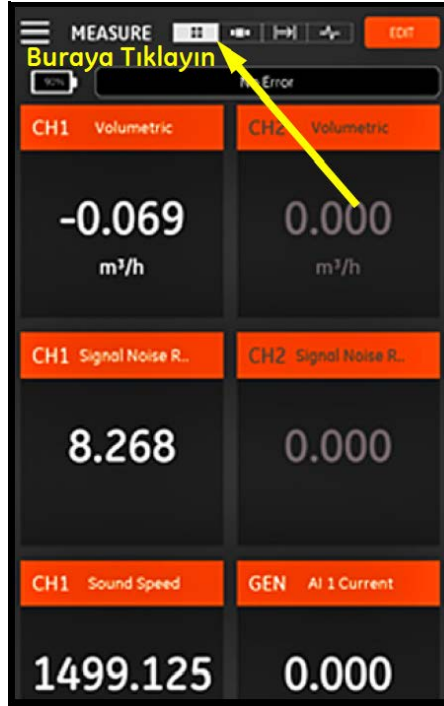 MEASURE EDIT
Buraya Tıklayın
90% No Error
CH1 Volumetric CH2 Volumetric
-0.069 0.000
m³/h m³/h
CH1 Signal Noise R.. CH2 Signal Noise R..
8.268 0.000
CH1 Sound Speed GEN AI 1 Current
1499.125 0.000